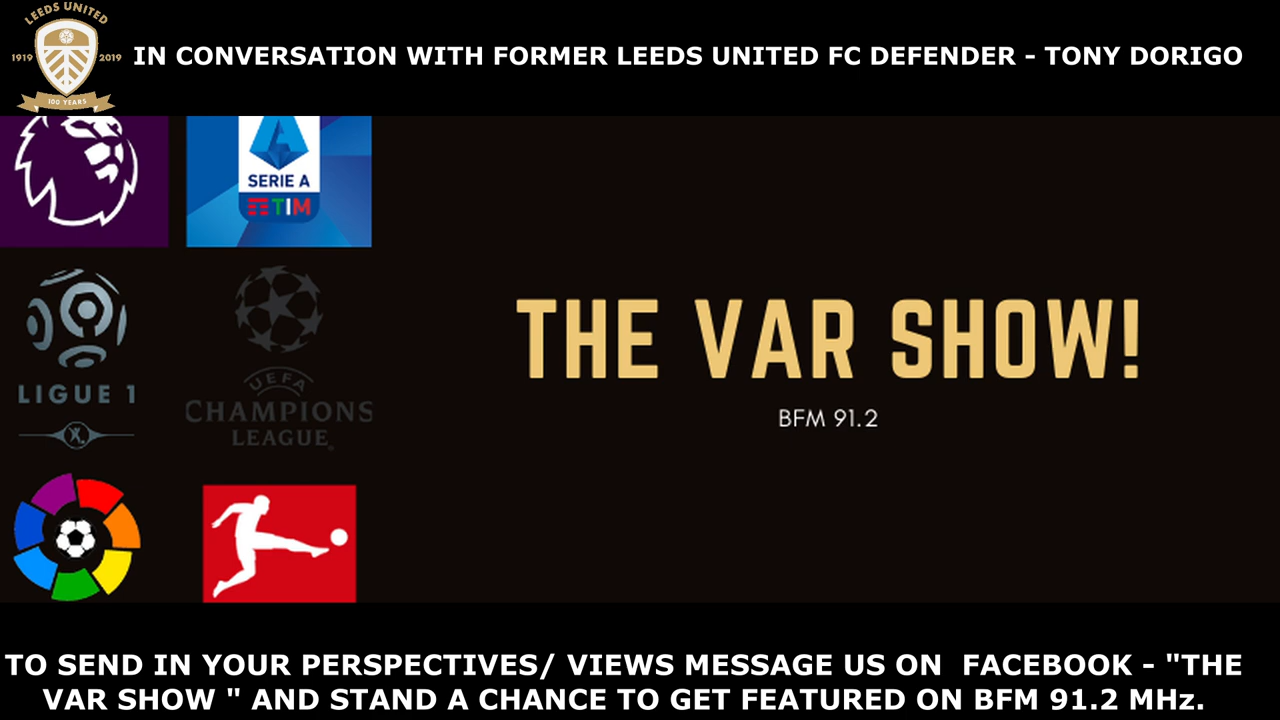 LEEDS UNITED
1919 2019
100 YEARS
IN CONVERSATION WITH FORMER LEEDS UNITED FC DEFENDER - TONY DORIGO
SERIE A
TIM
LIGUE 1
UEFA
CHAMPIONS
LEAGUE
THE VAR SHOW!
BFM 91.2
TO SEND IN YOUR PERSPECTIVES/ VIEWS MESSAGE US ON FACEBOOK - "THE
VAR SHOW " AND STAND A CHANCE TO GET FEATURED ON BFM 91.2 MHz.